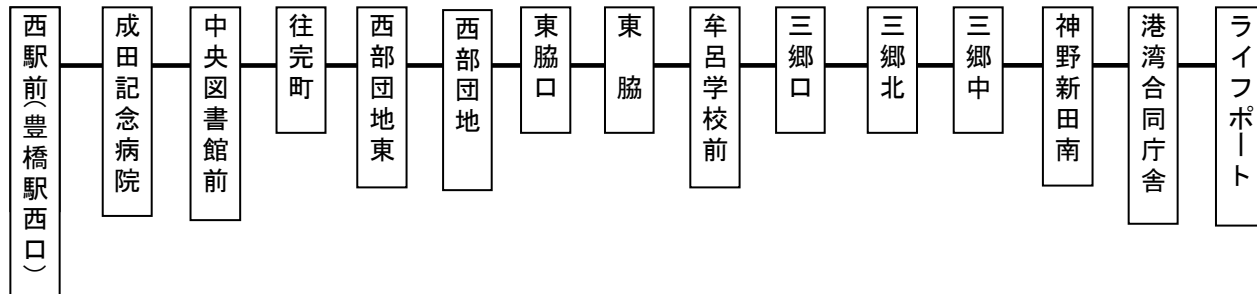 西駅前（豊橋駅西口）
成田記念病院
中央図書館前
往完町
西部団地東
西部団地
東脇口
東脇
牟呂学校前
三郷口
三郷北
三郷中
神野新田南
港湾合同庁舎
ライフポート